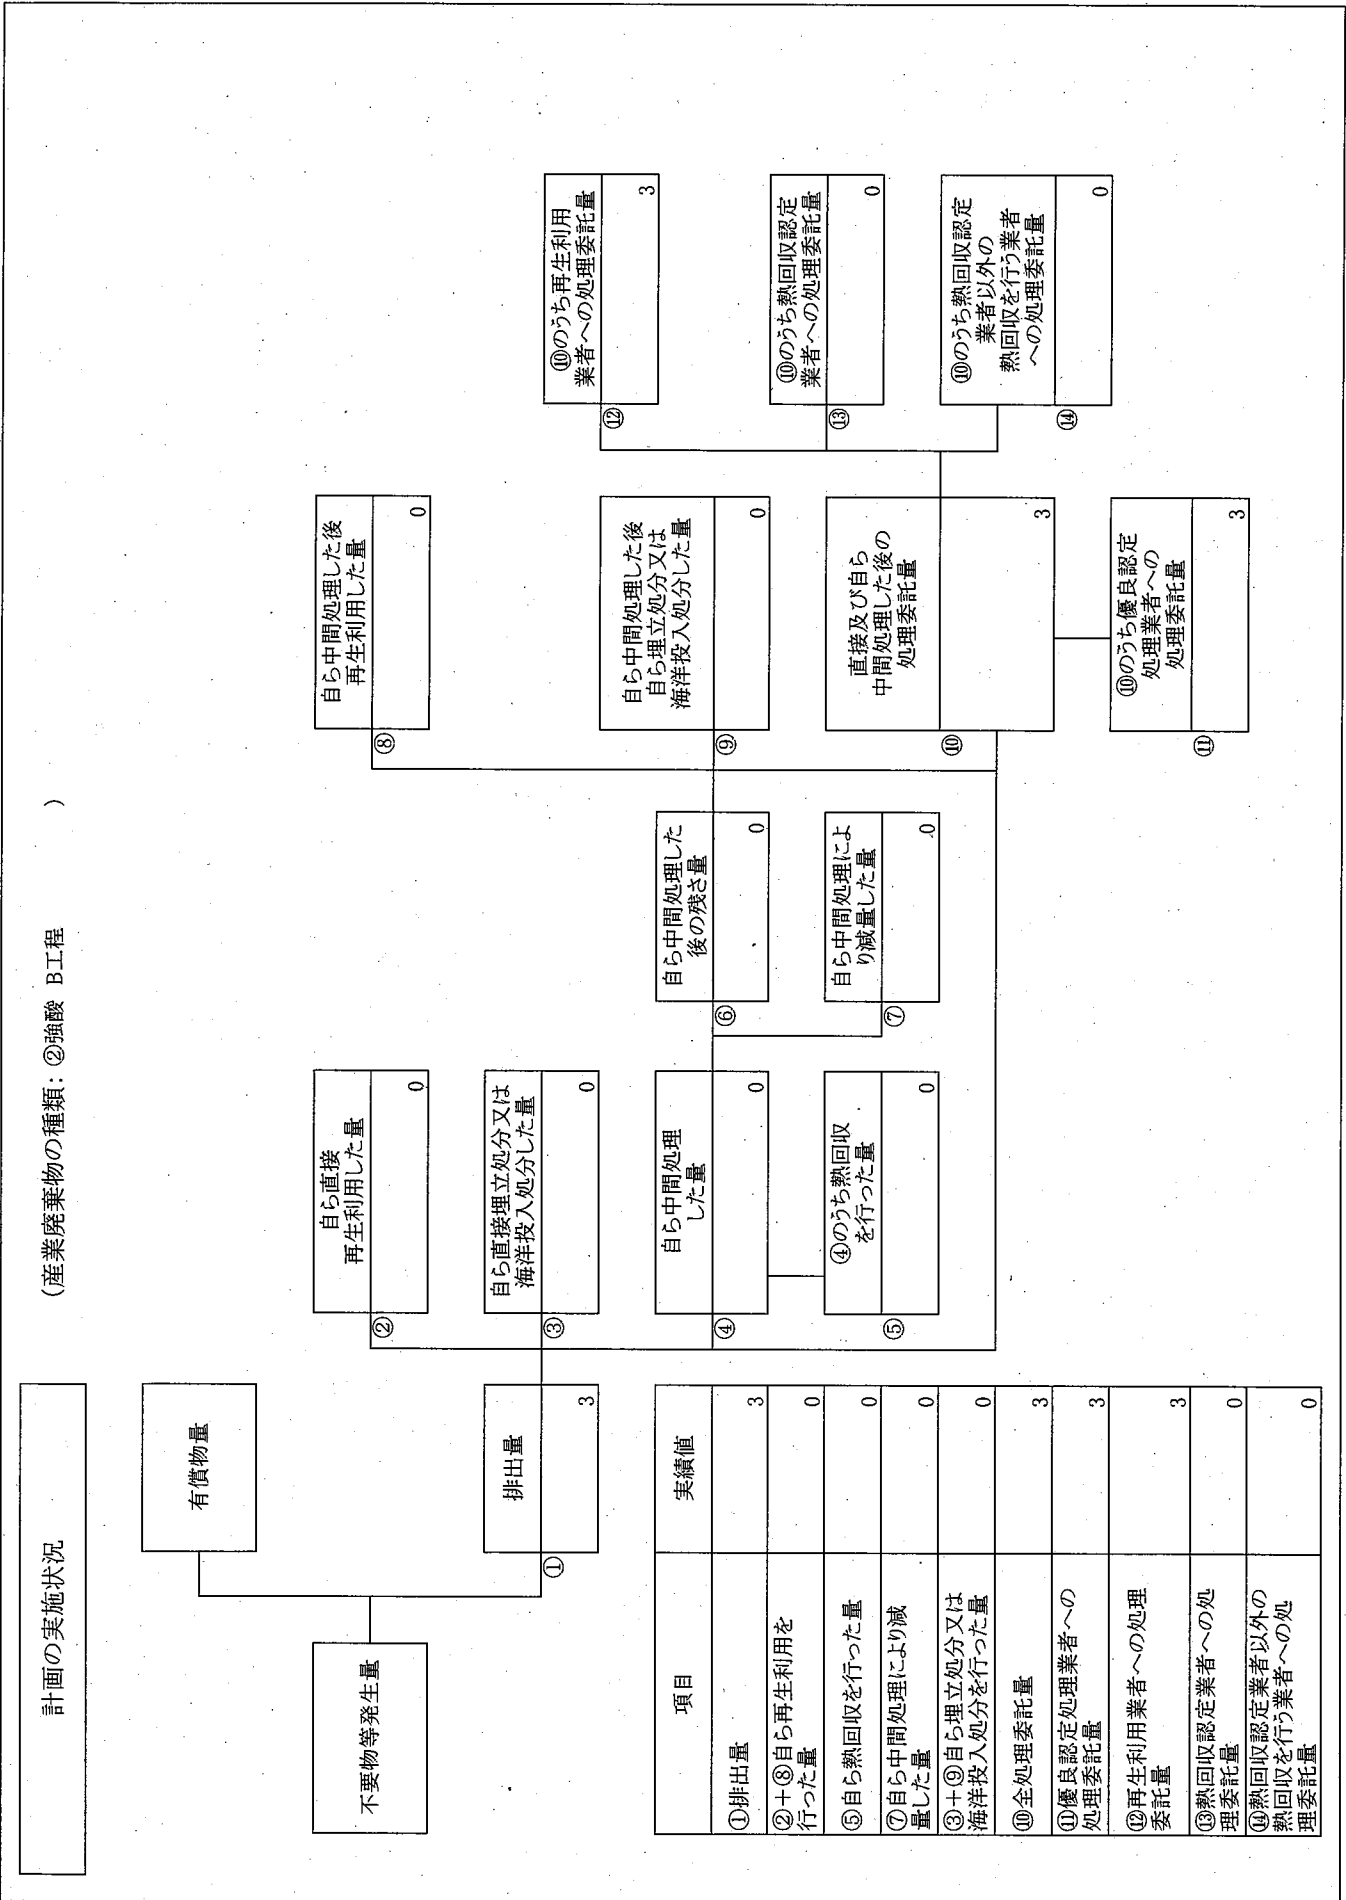 計画の実施状況
(産業廃棄物の種類：②強酸 B工程 )
不要物等発生量
有償物量
①
排出量
3
②
自ら直接
再生利用した量
0
③
自ら直接埋立処分又は
海洋投入処分した量
0
④
自ら中間処理
した量
0
⑤
④のうち熱回収
を行った量
0
⑥
自ら中間処理した
後の残さ量
0
⑦
自ら中間処理によ
り減量した量
0
⑧
自ら中間処理した後
再生利用した量
0
⑨
自ら中間処理した後
自ら埋立処分又は
海洋投入処分した量
0
⑩
直接及び自ら
中間処理した後の
処理委託量
3
⑪
⑩のうち優良認定
処理業者への
処理委託量
3
⑫
⑩のうち再生利用
業者への処理委託量
3
⑬
⑩のうち熱回収認定
業者への処理委託量
0
⑭
⑩のうち熱回収認定
業者以外の
熱回収を行う業者
への処理委託量
0
項目 実績値
①排出量 3
②＋⑧自ら再生利用を
行った量 0
⑤自ら熱回収を行った量 0
⑦自ら中間処理により減
量した量 0
③＋⑨自ら埋立処分又は
海洋投入処分を行った量 0
⑩全処理委託量 3
⑪優良認定処理業者への
処理委託量 3
⑫再生利用業者への処理
委託量 3
⑬熱回収認定業者への処
理委託量 0
⑭熱回収認定業者以外の
熱回収を行う業者への処
理委託量 0